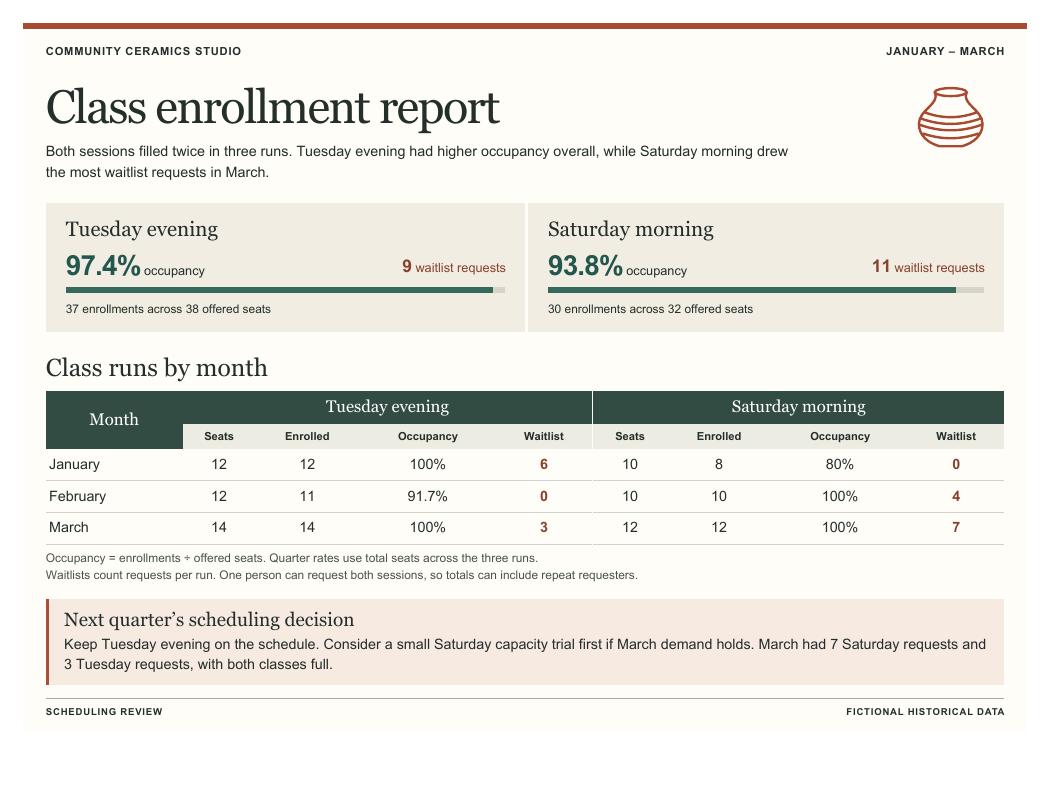 COMMUNITY CERAMICS STUDIO JANUARY – MARCH
Class enrollment report
Both sessions filled twice in three runs. Tuesday evening had higher occupancy overall, while Saturday morning drew
the most waitlist requests in March.
Tuesday evening
97.4% occupancy 9 waitlist requests
37 enrollments across 38 offered seats
Saturday morning
93.8% occupancy 11 waitlist requests
30 enrollments across 32 offered seats
Class runs by month
Month Tuesday evening Saturday morning
Seats Enrolled Occupancy Waitlist Seats Enrolled Occupancy Waitlist
January 12 12 100% 6 10 8 80% 0
February 12 11 91.7% 0 10 10 100% 4
March 14 14 100% 3 12 12 100% 7
Occupancy = enrollments ÷ offered seats. Quarter rates use total seats across the three runs.
Waitlists count requests per run. One person can request both sessions, so totals can include repeat requesters.
Next quarter’s scheduling decision
Keep Tuesday evening on the schedule. Consider a small Saturday capacity trial first if March demand holds. March had 7 Saturday requests and
3 Tuesday requests, with both classes full.
SCHEDULING REVIEW FICTIONAL HISTORICAL DATA